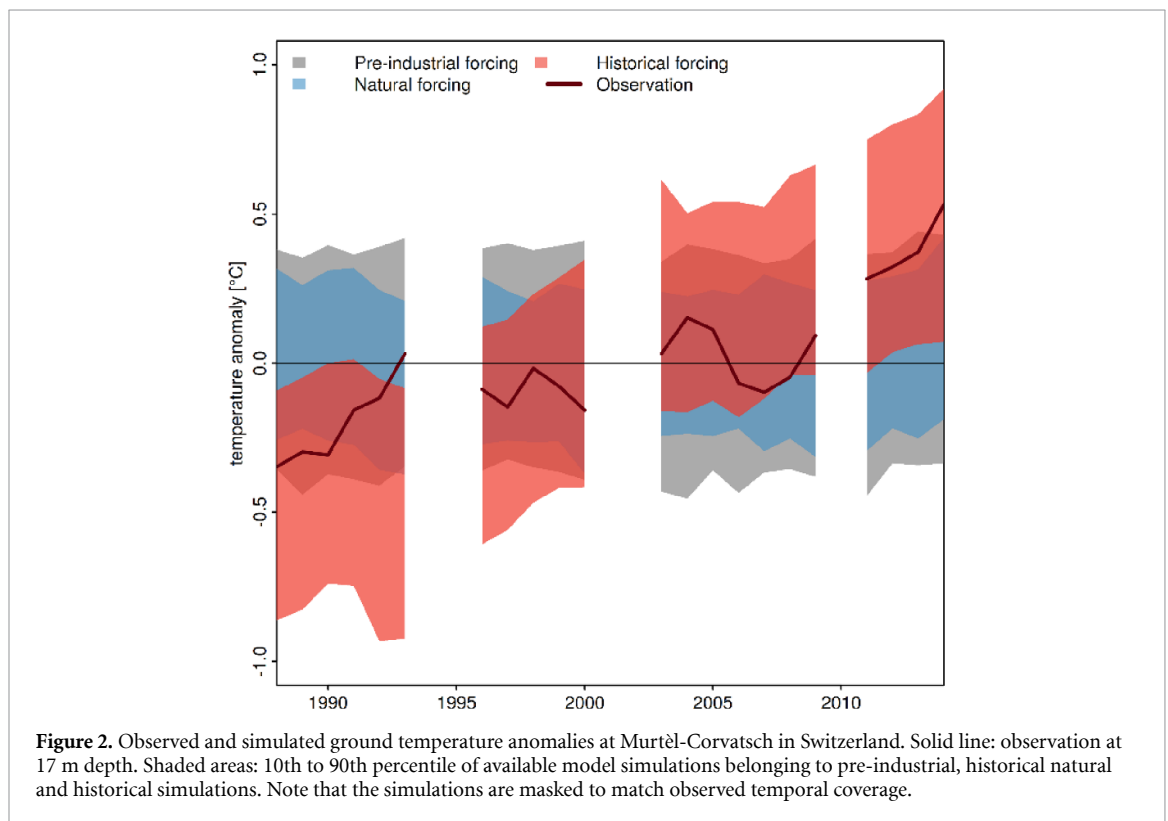 Pre-industrial forcing
Historical forcing
Natural forcing
Observation
temperature anomaly [°C]
1.0
0.5
0.0
-0.5
-1.0
1990
1995
2000
2005
2010
Figure 2. Observed and simulated ground temperature anomalies at Murtèl-Corvatsch in Switzerland. Solid line: observation at
17 m depth. Shaded areas: 10th to 90th percentile of available model simulations belonging to pre-industrial, historical natural
and historical simulations. Note that the simulations are masked to match observed temporal coverage.